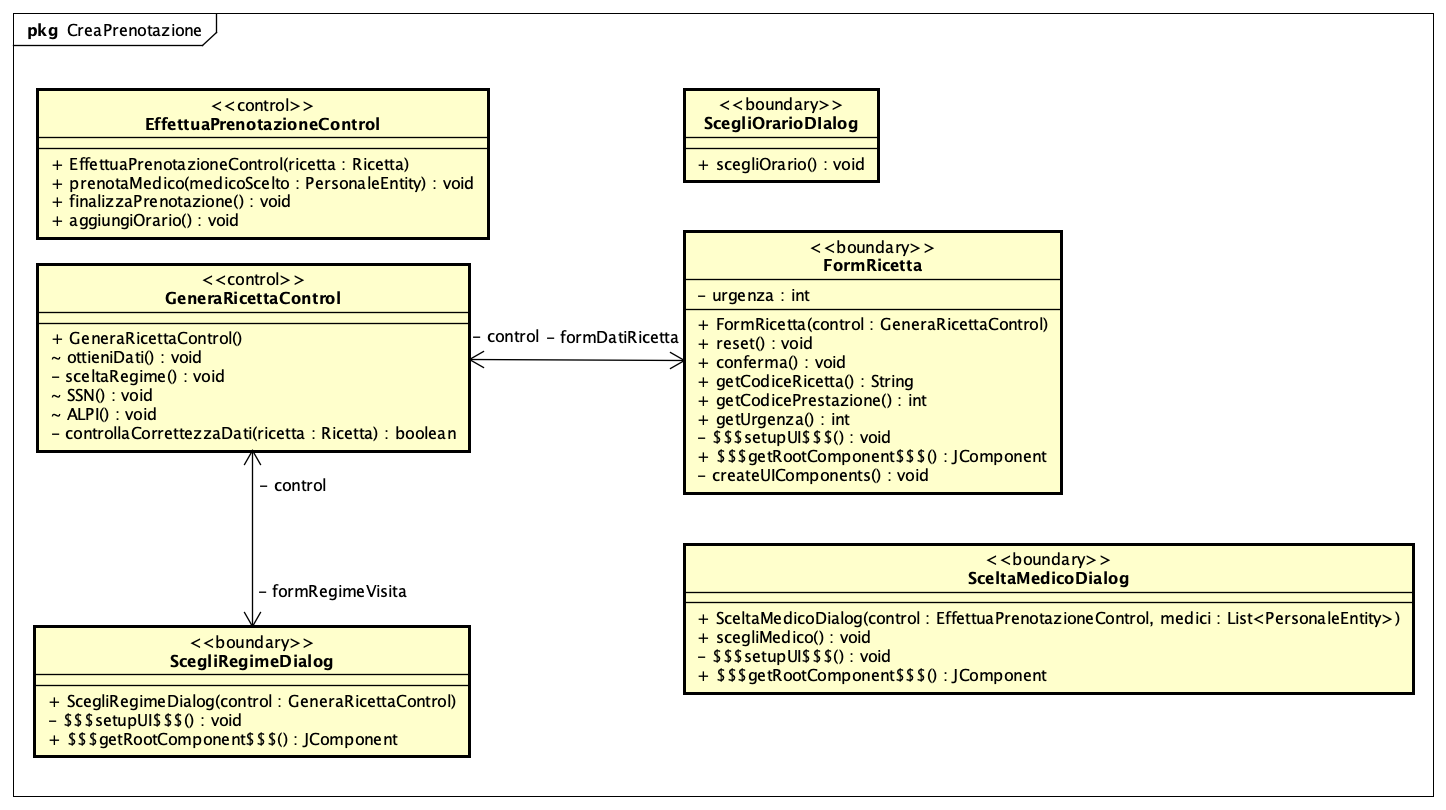 pkg CreaPrenotazione
<<control>>
EffettuaPrenotazioneControl
+ EffettuaPrenotazioneControl(ricetta : Ricetta)
+ prenotaMedico(medicoScelto : PersonaleEntity) : void
+ finalizzaPrenotazione() : void
+ aggiungiOrario() : void
<<boundary>>
ScegliOrarioDIalog
+ scegliOrario() : void
<<control>>
GeneraRicettaControl
+ GeneraRicettaControl()
~ ottieniDati() : void
- sceltaRegime() : void
~ SSN() : void
~ ALPI() : void
- controllaCorrettezzaDati(ricetta : Ricetta) : boolean
- control
- formDatiRicetta
<<boundary>>
FormRicetta
- urgenza : int
+ FormRicetta(control : GeneraRicettaControl)
+ reset() : void
+ conferma() : void
+ getCodiceRicetta() : String
+ getCodicePrestazione() : int
+ getUrgenza() : int
- $$$setupUI$$$() : void
+ $$$getRootComponent$$$() : JComponent
- createUIComponents() : void
- control
- formRegimeVisita
<<boundary>>
ScegliRegimeDialog
+ ScegliRegimeDialog(control : GeneraRicettaControl)
- $$$setupUI$$$() : void
+ $$$getRootComponent$$$() : JComponent
<<boundary>>
SceltaMedicoDialog
+ SceltaMedicoDialog(control : EffettuaPrenotazioneControl, medici : List<PersonaleEntity>)
+ scegliMedico() : void
- $$$setupUI$$$() : void
+ $$$getRootComponent$$$() : JComponent